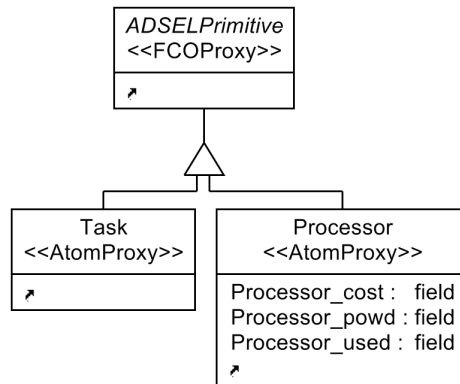 ADSELPrimitive
<<FCOProxy>>
Task
<<AtomProxy>>
Processor
<<AtomProxy>>
Processor_cost : field
Processor_powd : field
Processor_used : field